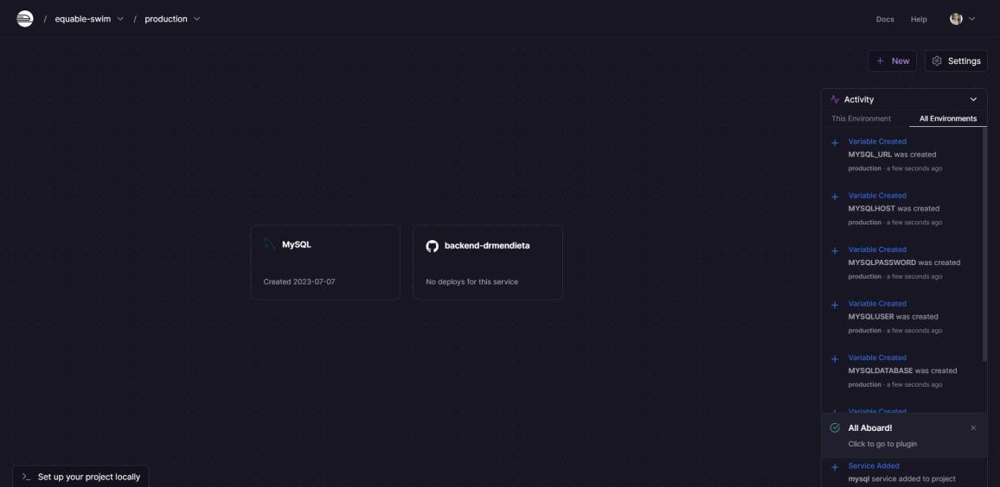 / equable-swim / production Docs Help
+ New Settings
Activity
This Environment All Environments
Variable Created
MYSQL_URL was created
production · a few seconds ago
Variable Created
MYSQLHOST was created
production · a few seconds ago
MySQL
Created 2023-07-07
backend-drmendieta
No deploys for this service
Variable Created
MYSQLPASSWORD was created
production · a few seconds ago
Variable Created
MYSQLUSER was created
production · a few seconds ago
Variable Created
MYSQLDATABASE was created
production · a few seconds ago
Variable Created
All Aboard!
Click to go to plugin
Service Added
mysql service added to project
>_ Set up your project locally